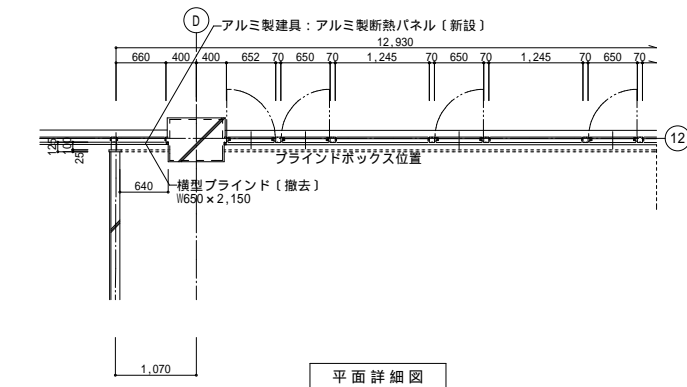 D
アルミ製建具：アルミ製断熱パネル〔新設〕
12,930
660 400 400 652 70 650 70 1,245 70 650 70 1,245 70 650 70
12
125 100
25
ブラインドボックス位置
640
横型ブラインド〔撤去〕
W650×2,150
1,070
平面詳細図